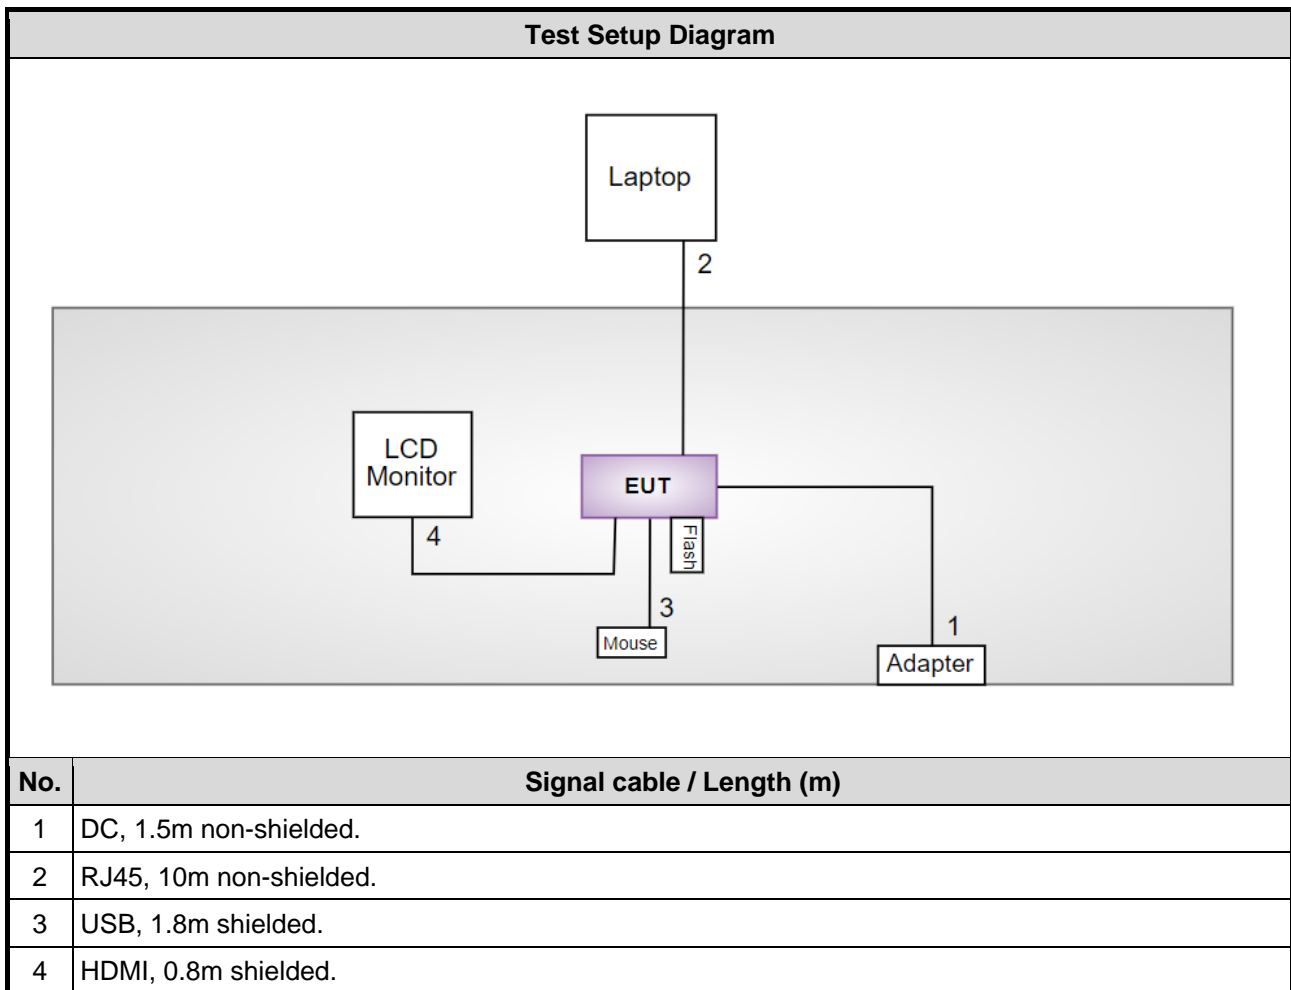 Test Setup Diagram
Laptop
2
LCD
Monitor
4
EUT
Flash
3
Mouse
1
Adapter
No. Signal cable / Length (m)
1 DC, 1.5m non-shielded.
2 RJ45, 10m non-shielded.
3 USB, 1.8m shielded.
4 HDMI, 0.8m shielded.